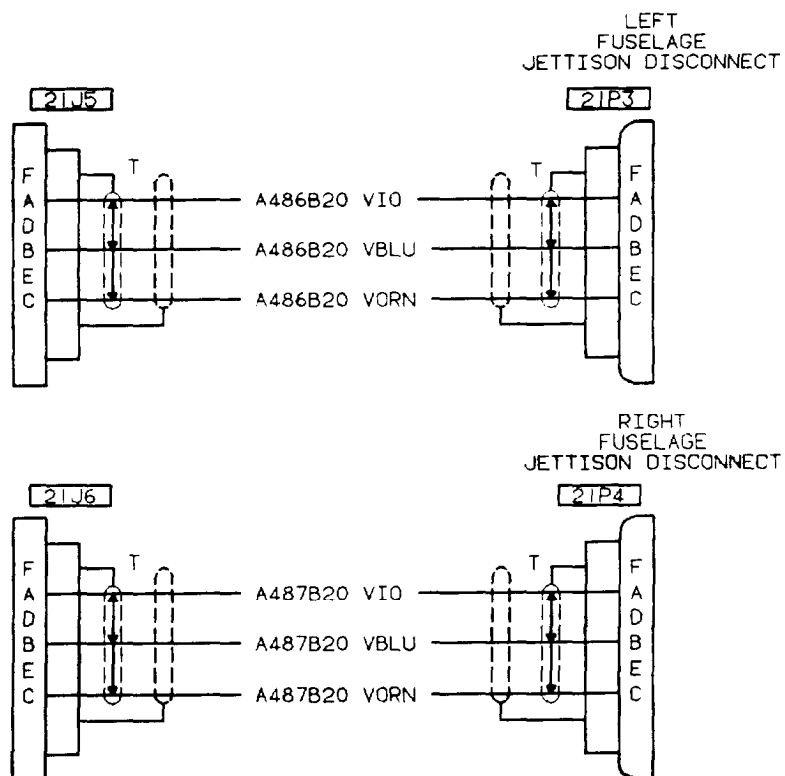 LEFT
FUSELAGE
JETTISON DISCONNECT
21J5
21P3
F
A
D
B
E
C
T
A486B20 VIO
A486B20 VBLU
A486B20 VORN
T
F
A
D
B
E
C
RIGHT
FUSELAGE
JETTISON DISCONNECT
21J6
21P4
F
A
D
B
E
C
T
A487B20 VIO
A487B20 VBLU
A487B20 VORN
T
F
A
D
B
E
C